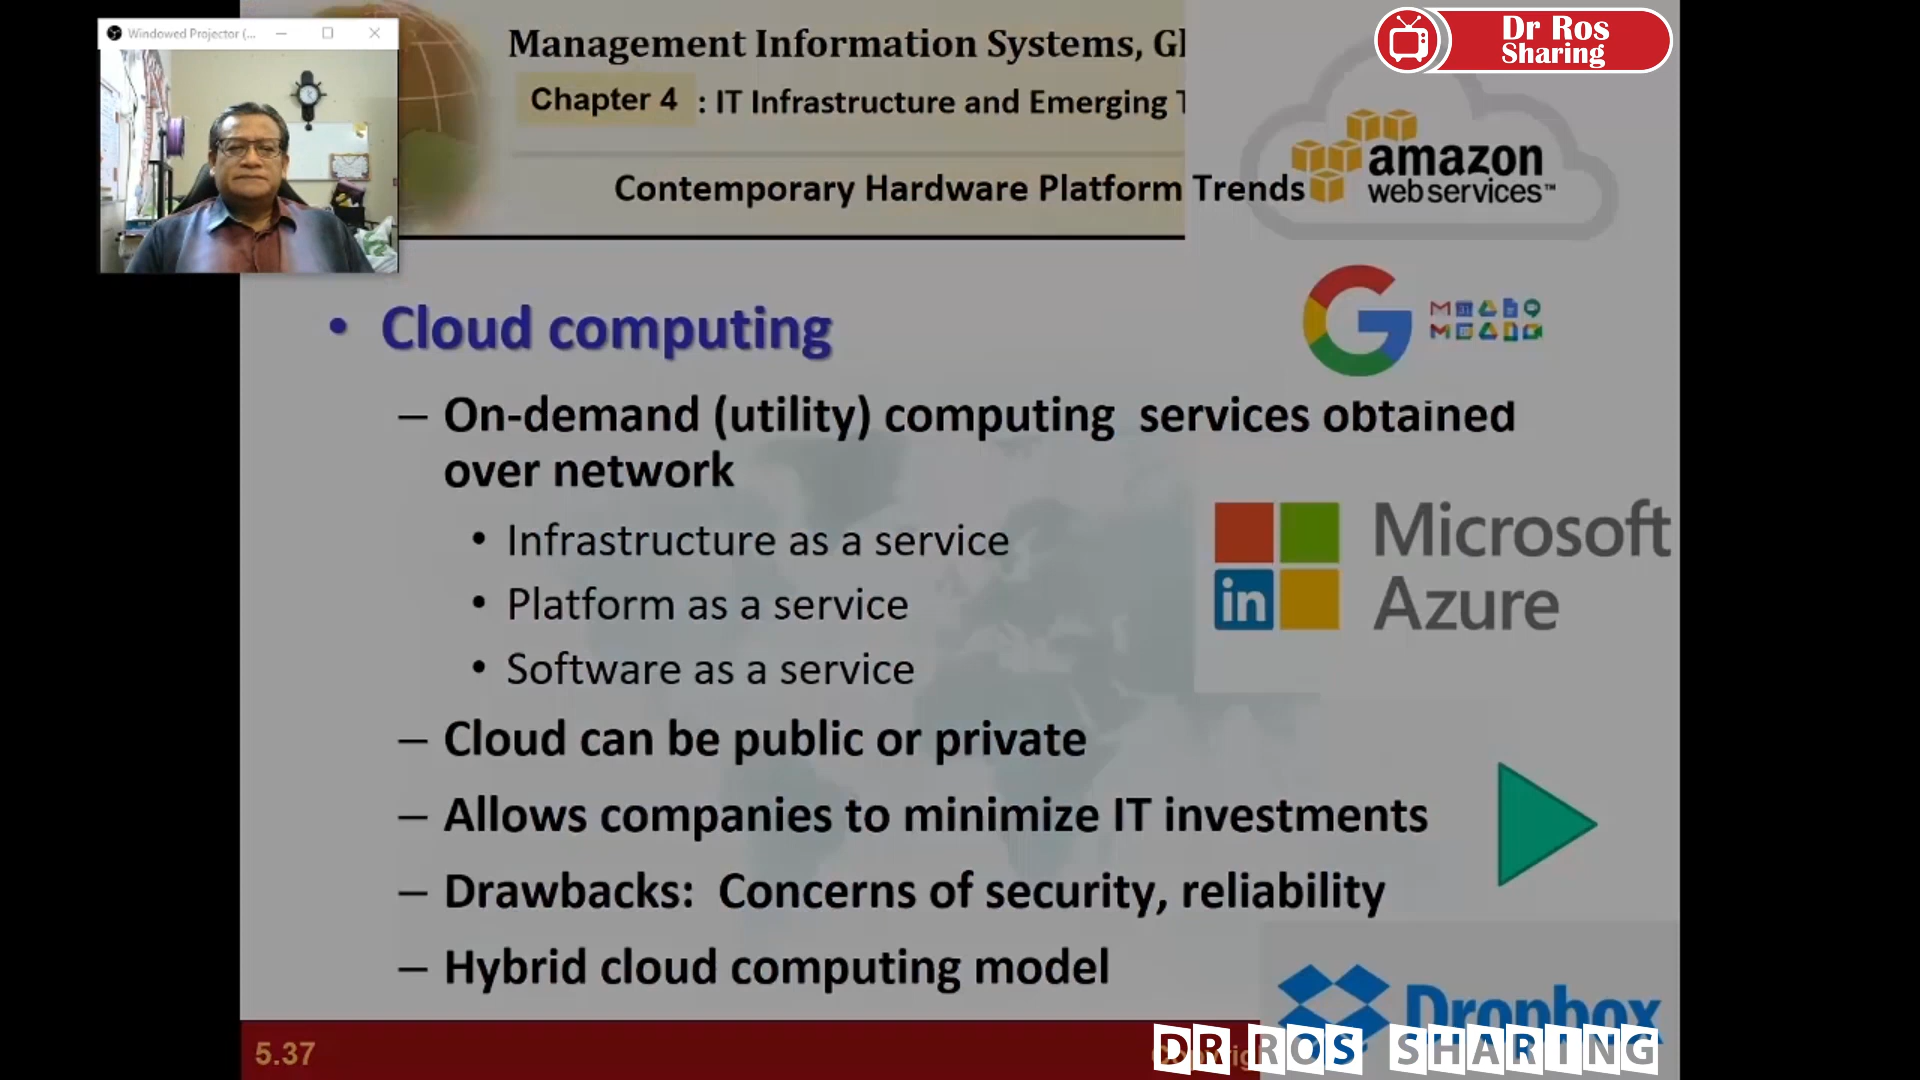 Windowed Projector (...
Dr Ros
Sharing
Management Information Systems, Gl
Chapter 4 : IT Infrastructure and Emerging T
Contemporary Hardware Platform Trends
amazon
web services™
• Cloud computing
– On-demand (utility) computing  services obtained
over network
• Infrastructure as a service
• Platform as a service
• Software as a service
Microsoft
Azure
in
– Cloud can be public or private
– Allows companies to minimize IT investments
– Drawbacks:  Concerns of security, reliability
– Hybrid cloud computing model
Dropbox
5.37
DR ROS SHARING